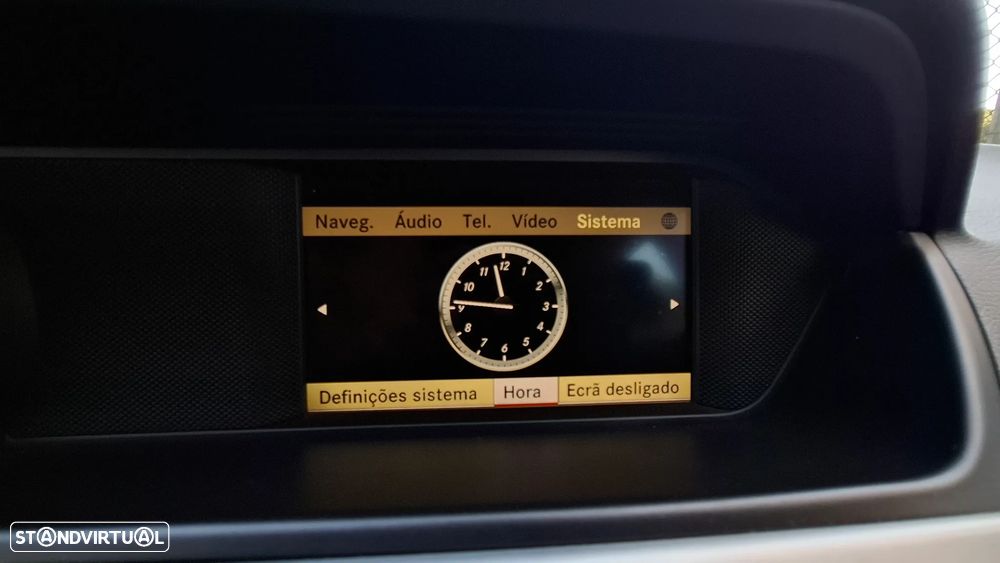 Naveg. Áudio Tel. Vídeo Sistema
12
11 1
10 2
9 3
8 4
7 5
6
Definições sistema Hora Ecrã desligado
STANDVIRTUAL